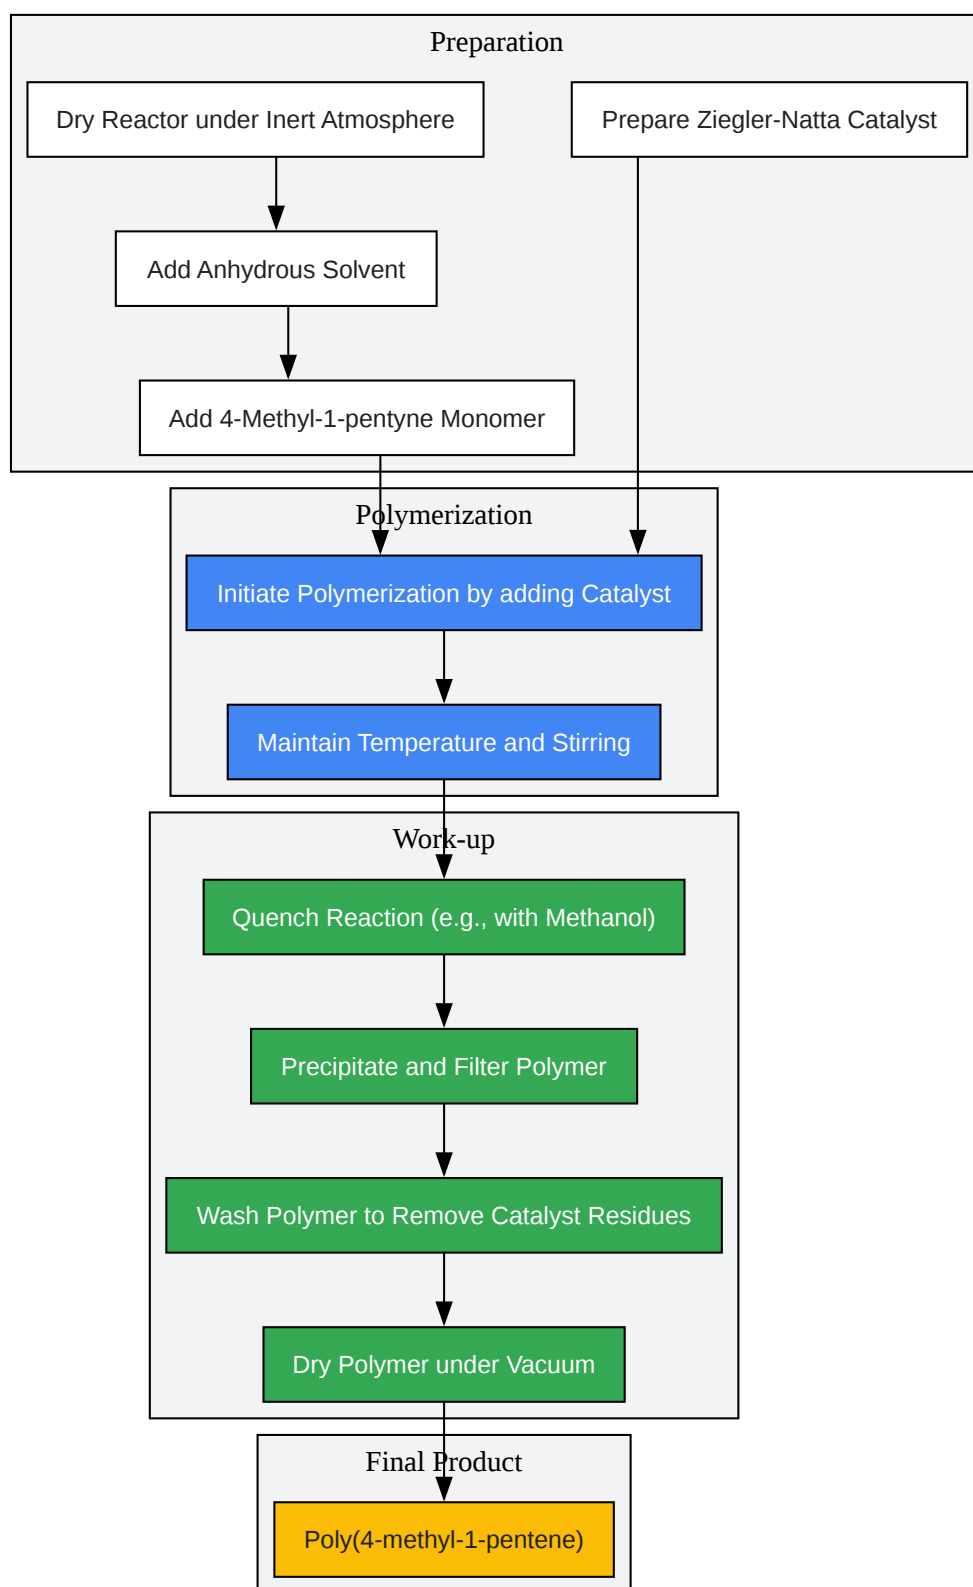 Preparation
Dry Reactor under Inert Atmosphere
Prepare Ziegler-Natta Catalyst
Add Anhydrous Solvent
Add 4-Methyl-1-pentyne Monomer
Polymerization
Initiate Polymerization by adding Catalyst
Maintain Temperature and Stirring
Work-up
Quench Reaction (e.g., with Methanol)
Precipitate and Filter Polymer
Wash Polymer to Remove Catalyst Residues
Dry Polymer under Vacuum
Final Product
Poly(4-methyl-1-pentene)